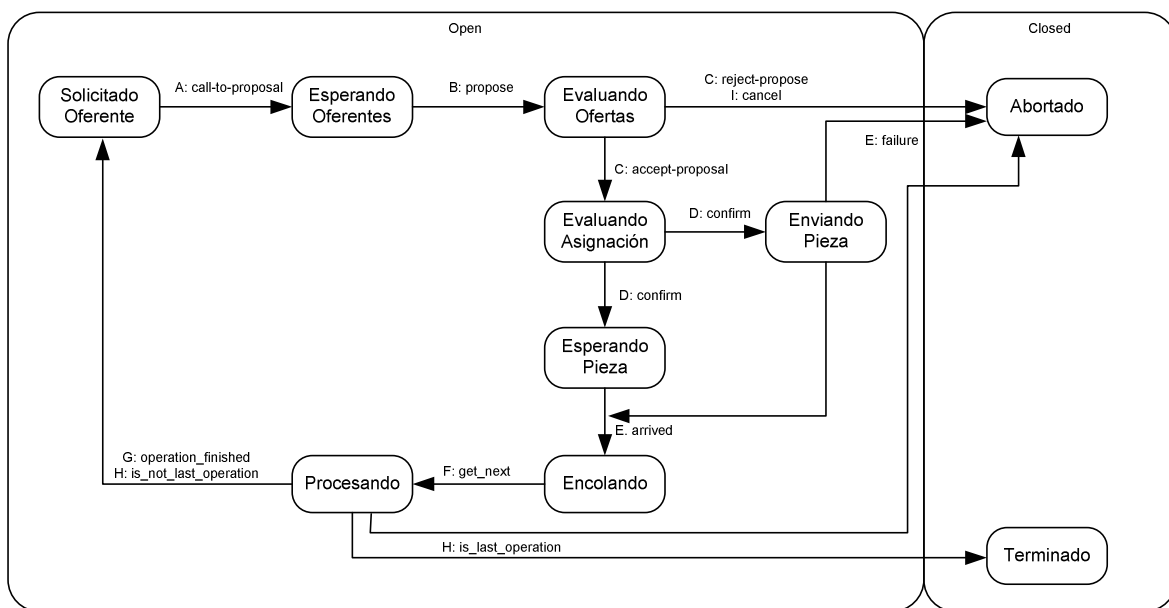 Open
Closed
Solicitado
Oferente
A: call-to-proposal
Esperando
Oferentes
B: propose
Evaluando
Ofertas
C: reject-propose
I: cancel
Abortado
E: failure
C: accept-proposal
Evaluando
Asignación
D: confirm
Enviando
Pieza
D: confirm
Esperando
Pieza
E. arrived
G: operation_finished
H: is_not_last_operation
Procesando
F: get_next
Encolando
H: is_last_operation
Terminado